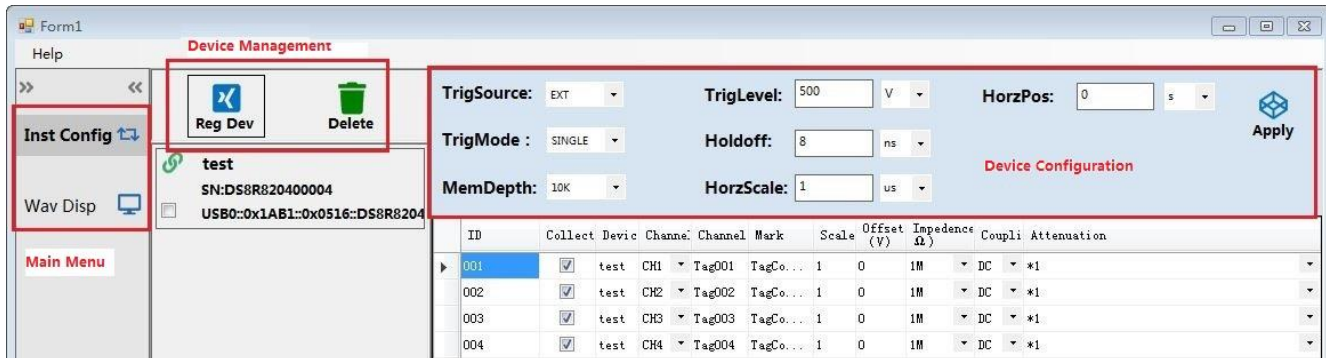 Form1
Help
Device Management
>> <<
Inst Config
Wav Disp
Main Menu
Reg Dev
Delete
test
SN:DS8R820400004
USB0::0x1AB1::0x0516::DS8R8204
TrigSource: EXT
TrigLevel: 500 V
HorzPos: 0 s
Apply
TrigMode : SINGLE
Holdoff: 8 ns
Device Configuration
MemDepth: 10K
HorzScale: 1 us
ID Collect Devic Channel Channel Mark Scale Offset (V) Impedence Ω) Coupli Attenuation
001 test CH1 Tag001 TagCo... 1 0 1M DC *1
002 test CH2 Tag002 TagCo... 1 0 1M DC *1
003 test CH3 Tag003 TagCo... 1 0 1M DC *1
004 test CH4 Tag004 TagCo... 1 0 1M DC *1